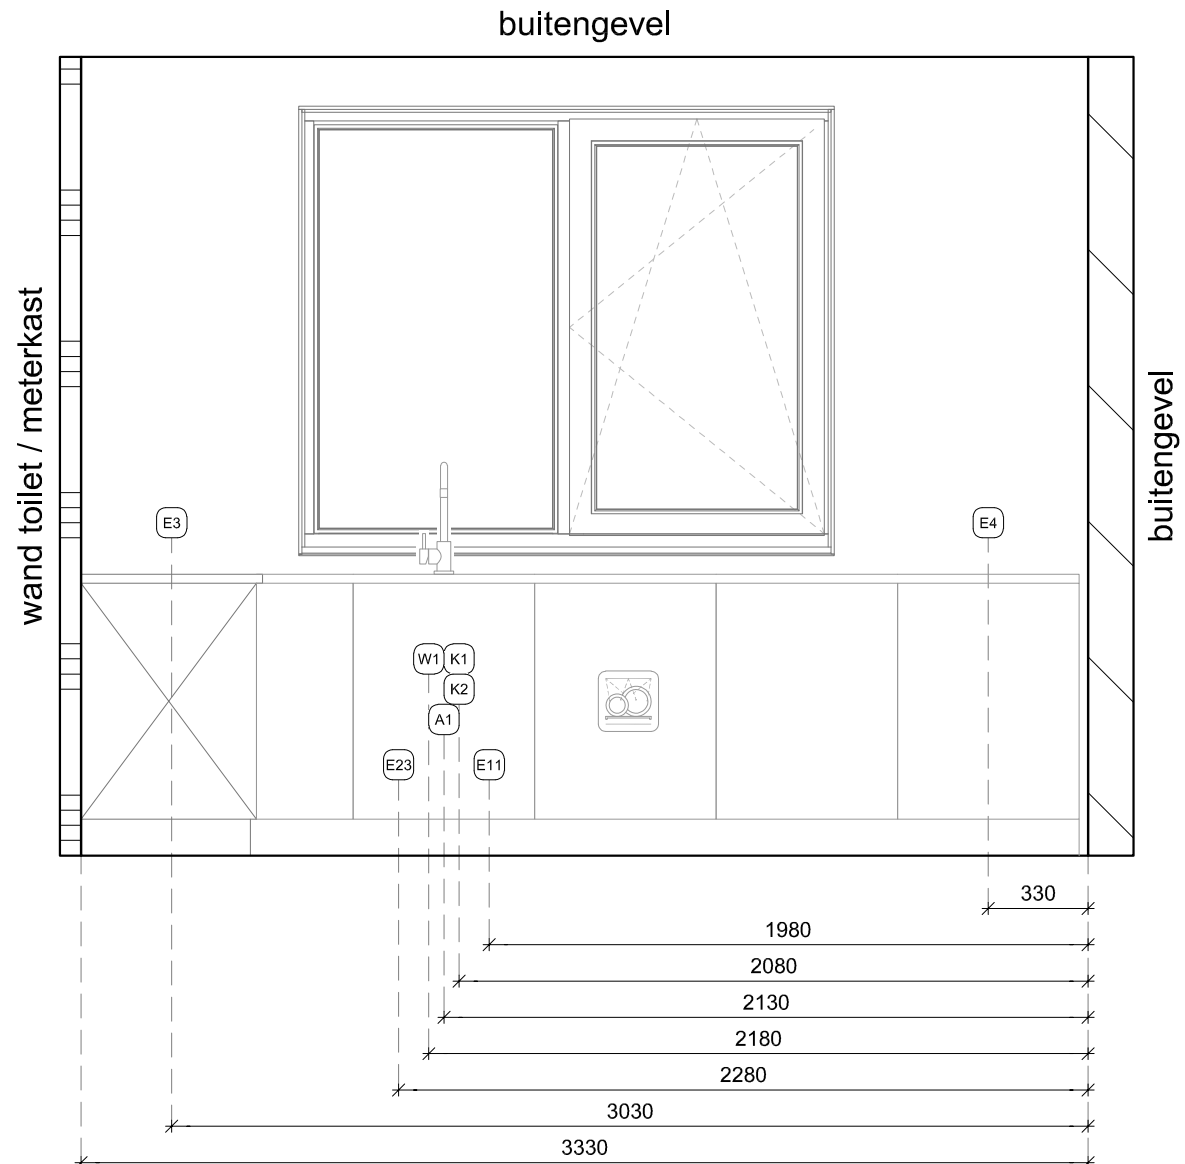 buitengevel
wand toilet / meterkast
buitengevel
E3
E4
W1
K1
K2
A1
E23
E11
330
1980
2080
2130
2180
2280
3030
3330